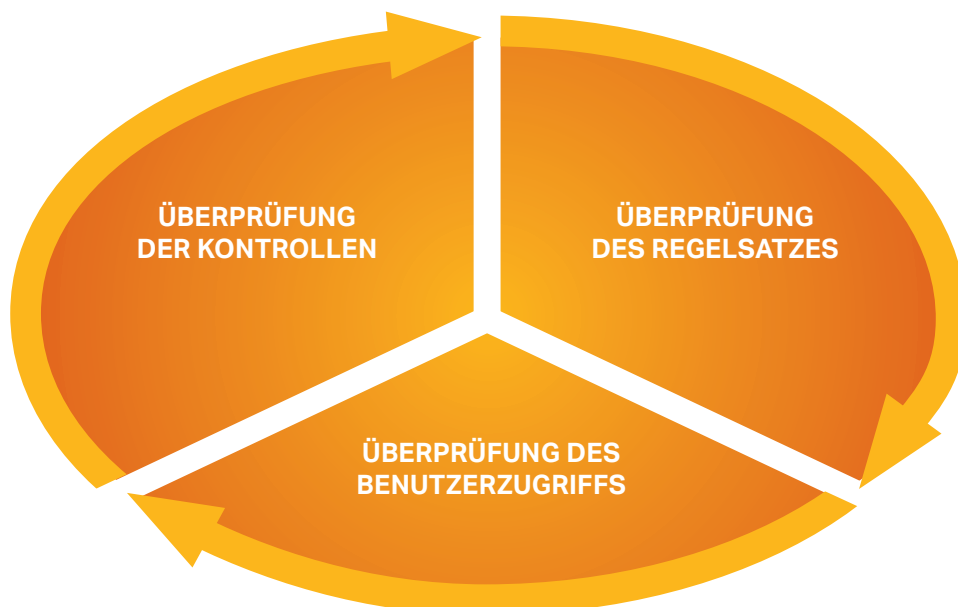 ÜBERPRÜFUNG
DER KONTROLLEN
ÜBERPRÜFUNG
DES REGELSATZES
ÜBERPRÜFUNG DES
BENUTZERZUGRIFFS